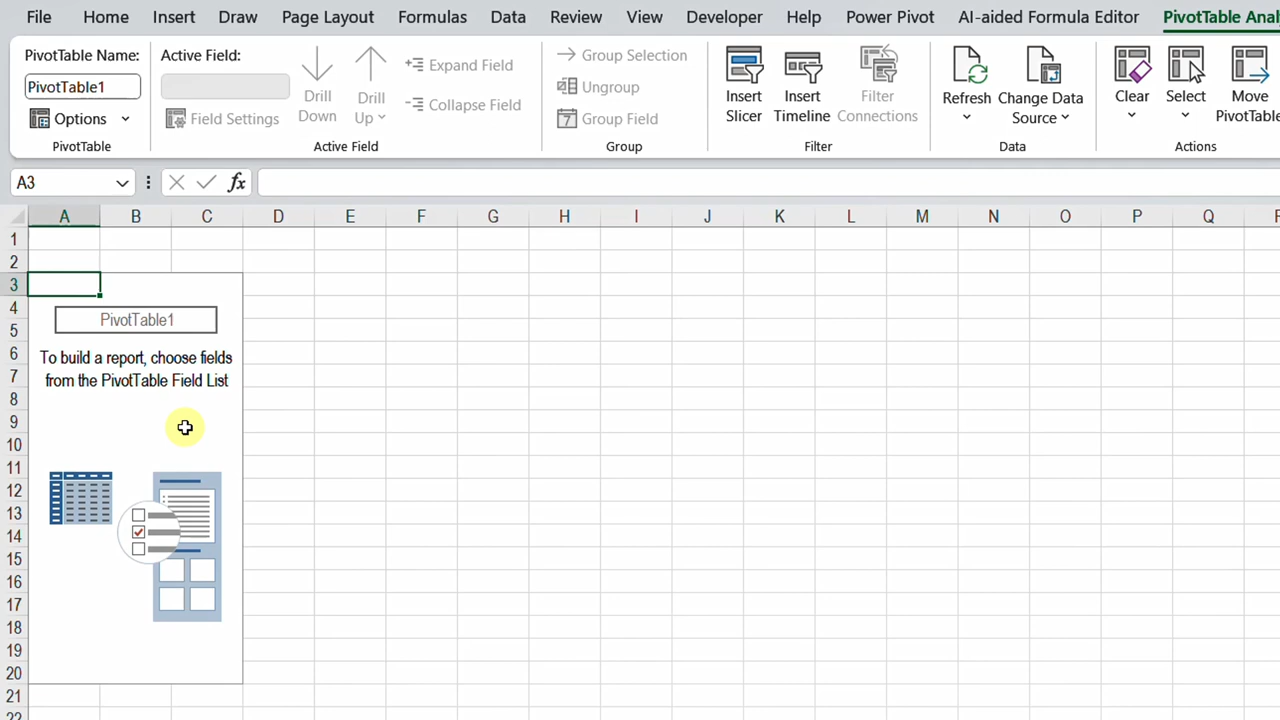 File Home Insert Draw Page Layout Formulas Data Review View Developer Help Power Pivot AI-aided Formula Editor PivotTable Anal
PivotTable Name:
PivotTable1
Options
PivotTable
Active Field:
Field Settings
Drill
Down
Drill
Up
Expand Field
Collapse Field
Active Field
Group Selection
Ungroup
7 Group Field
Group
Insert
Slicer
Insert
Timeline
Filter
Connections
Filter
Refresh
Change Data
Source
Data
Clear
Select
Move
PivotTable
Actions
A3
fx
A B C D E F G H I J K L M N O P Q
1
2
3
4
5
6
7
8
9
10
11
12
13
14
15
16
17
18
19
20
21
22
PivotTable1
To build a report, choose fields
from the PivotTable Field List